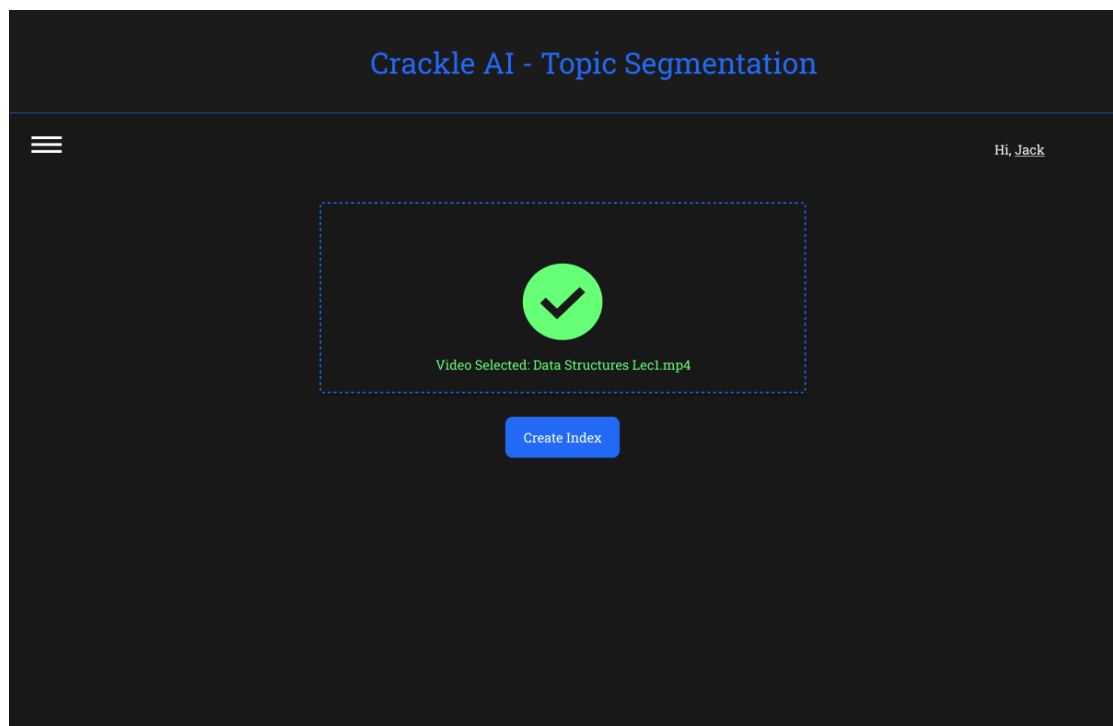 Crackle AI - Topic Segmentation
Hi, Jack
Video Selected: Data Structures Lec1.mp4
Create Index